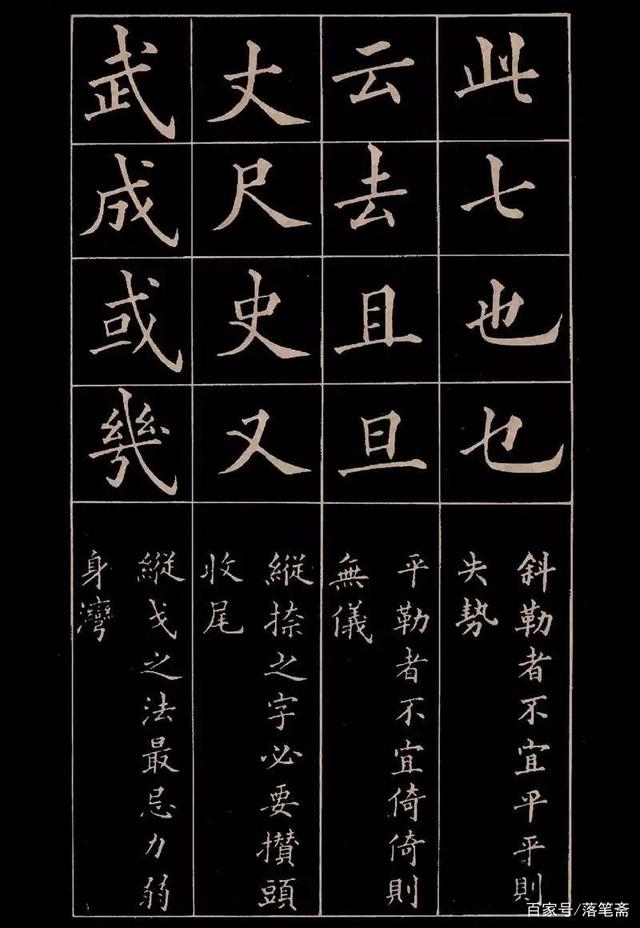 此七也乜
斜勒者不宜平平則
失勢
云去且旦
平勒者不宜倚倚則
無儀
丈尺史又
縱捺之字必要攢頭
收尾
武成或幾
縱戈之法最忌力弱
身灣
百家号/落笔斋